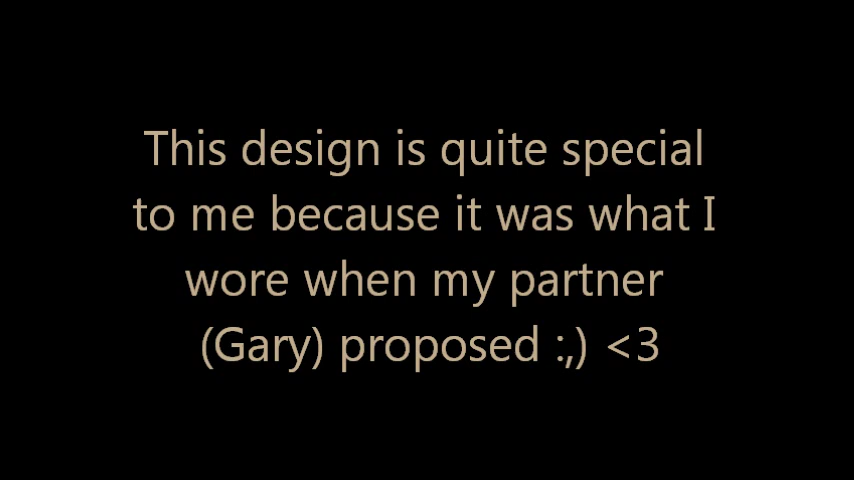 This design is quite special
to me because it was what I
wore when my partner
(Gary) proposed :,) <3